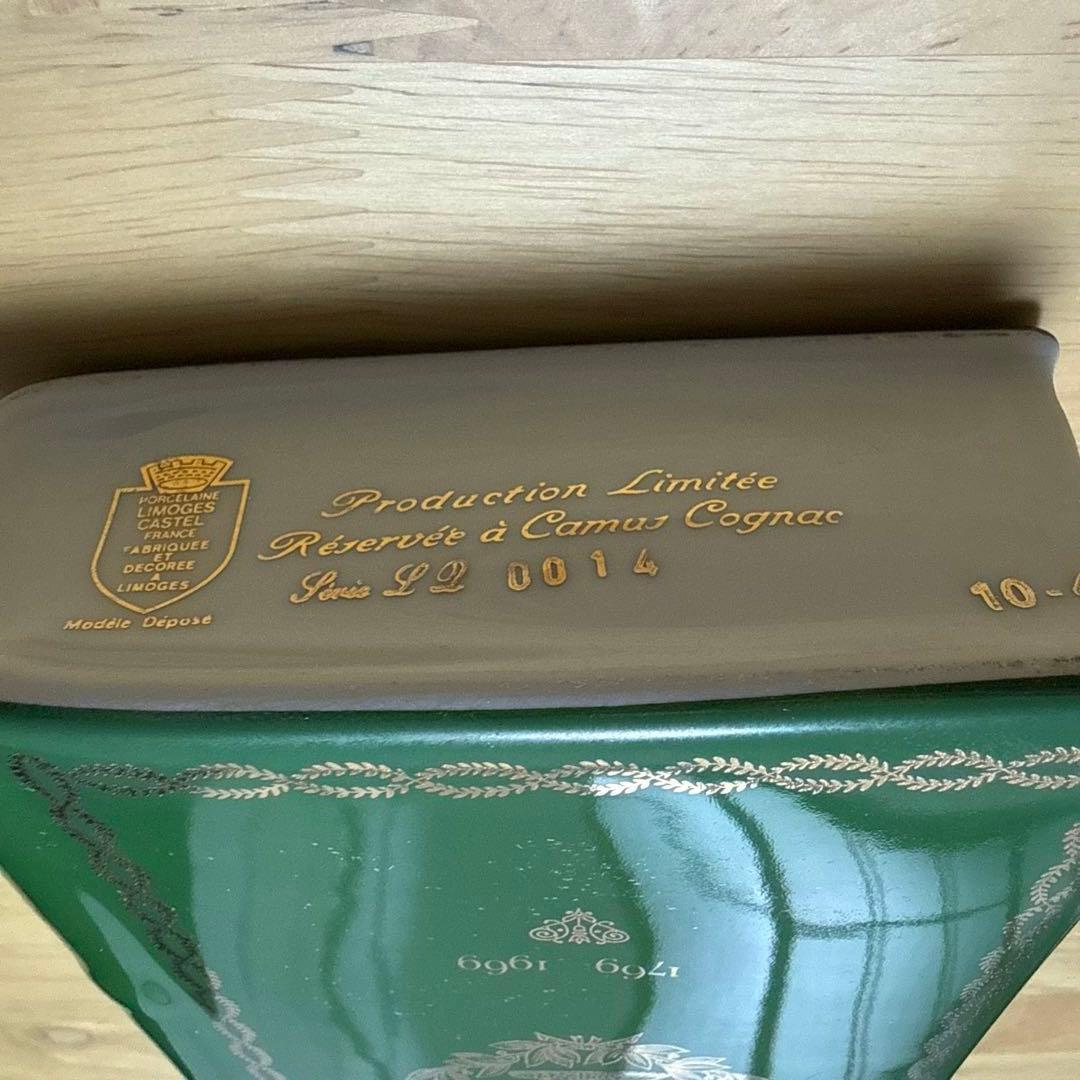 PORCELAINE
LIMOGES
CASTEL
FRANCE
FABRIQUEE
ET
DECOREE
A
LIMOGES
Modèle Déposé
Production Limitée
Réservée à Camus Cognac
Série L2 0014
10-
1769 1969